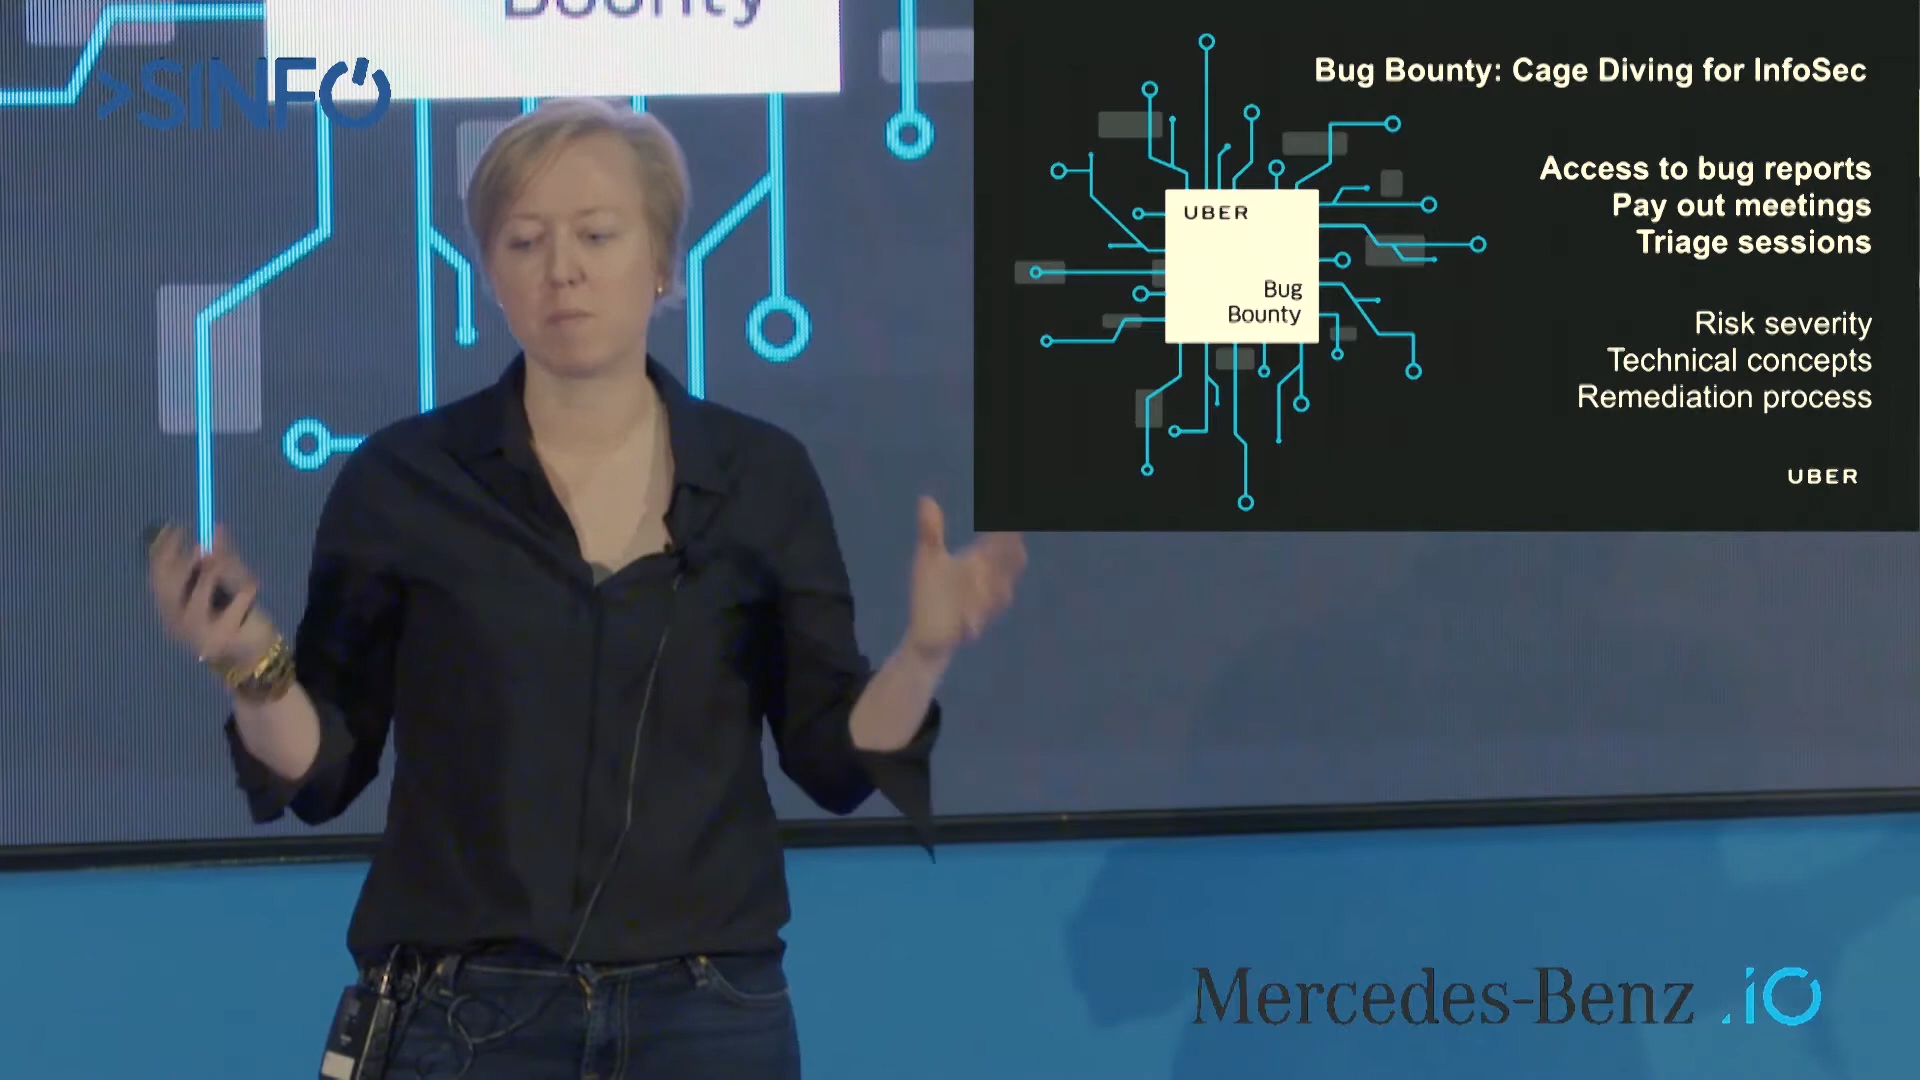 Bounty
>SINFO
Bug Bounty: Cage Diving for InfoSec
Access to bug reports
Pay out meetings
Triage sessions
UBER
Bug
Bounty
Risk severity
Technical concepts
Remediation process
UBER
Mercedes-Benz .io